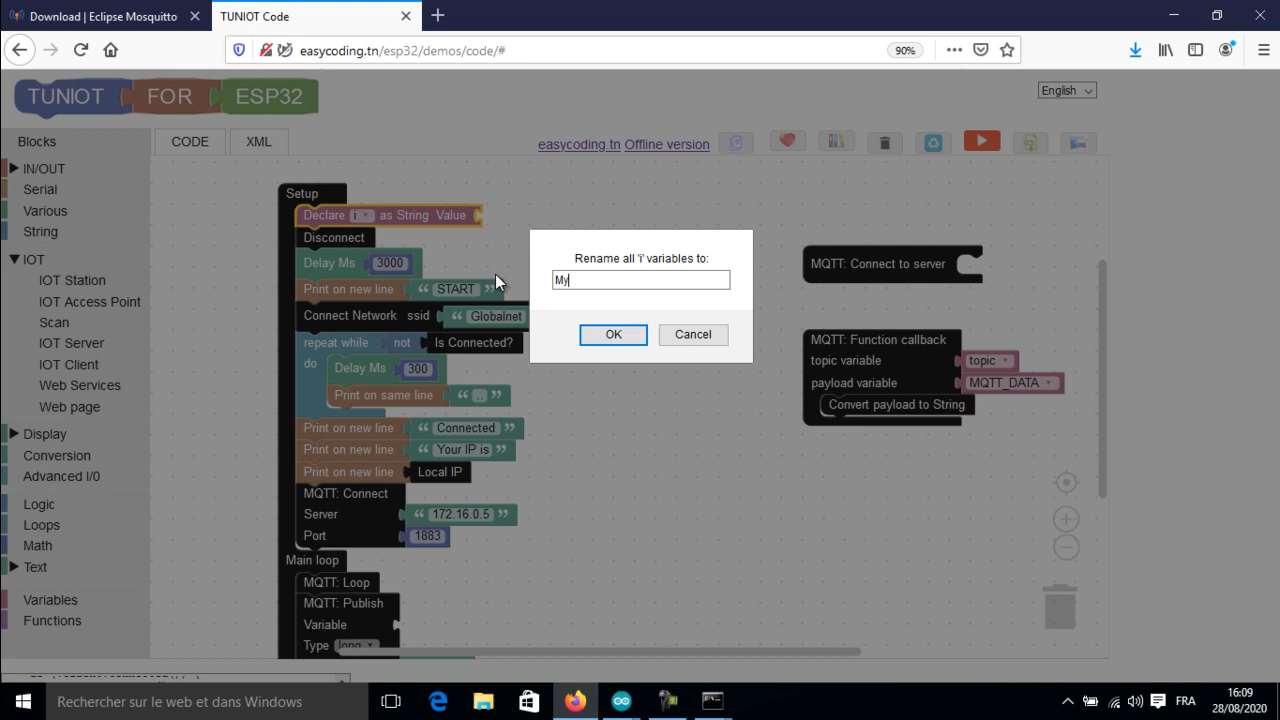 Download | Eclipse Mosquitto
TUNIOT Code
easycoding.tn/esp32/demos/code/#
90%
TUNIOT FOR ESP32
English
Blocks
CODE
XML
easycoding.tn Offline version
IN/OUT
Serial
Various
String
IOT
IOT Station
IOT Access Point
Scan
IOT Server
IOT Client
Web Services
Web page
Display
Conversion
Advanced I/0
Logic
Loops
Math
Text
Variables
Functions
Setup
Declare i as String Value
Disconnect
Delay Ms 3000
Print on new line “ START ”
Connect Network ssid “ Globalnet
repeat while not Is Connected?
do Delay Ms 300
Print on same line “ .. ”
Print on new line “ Connected ”
Print on new line “ Your IP is ”
Print on new line Local IP
MQTT: Connect
Server “ 172.16.0.5 ”
Port 1883
Main loop
MQTT: Loop
MQTT: Publish
Variable
Type long
Rename all 'i' variables to:
My
OK Cancel
MQTT: Connect to server
MQTT: Function callback
topic variable topic
payload variable MQTT_DATA
Convert payload to String
Rechercher sur le web et dans Windows
FRA
16:09
28/08/2020